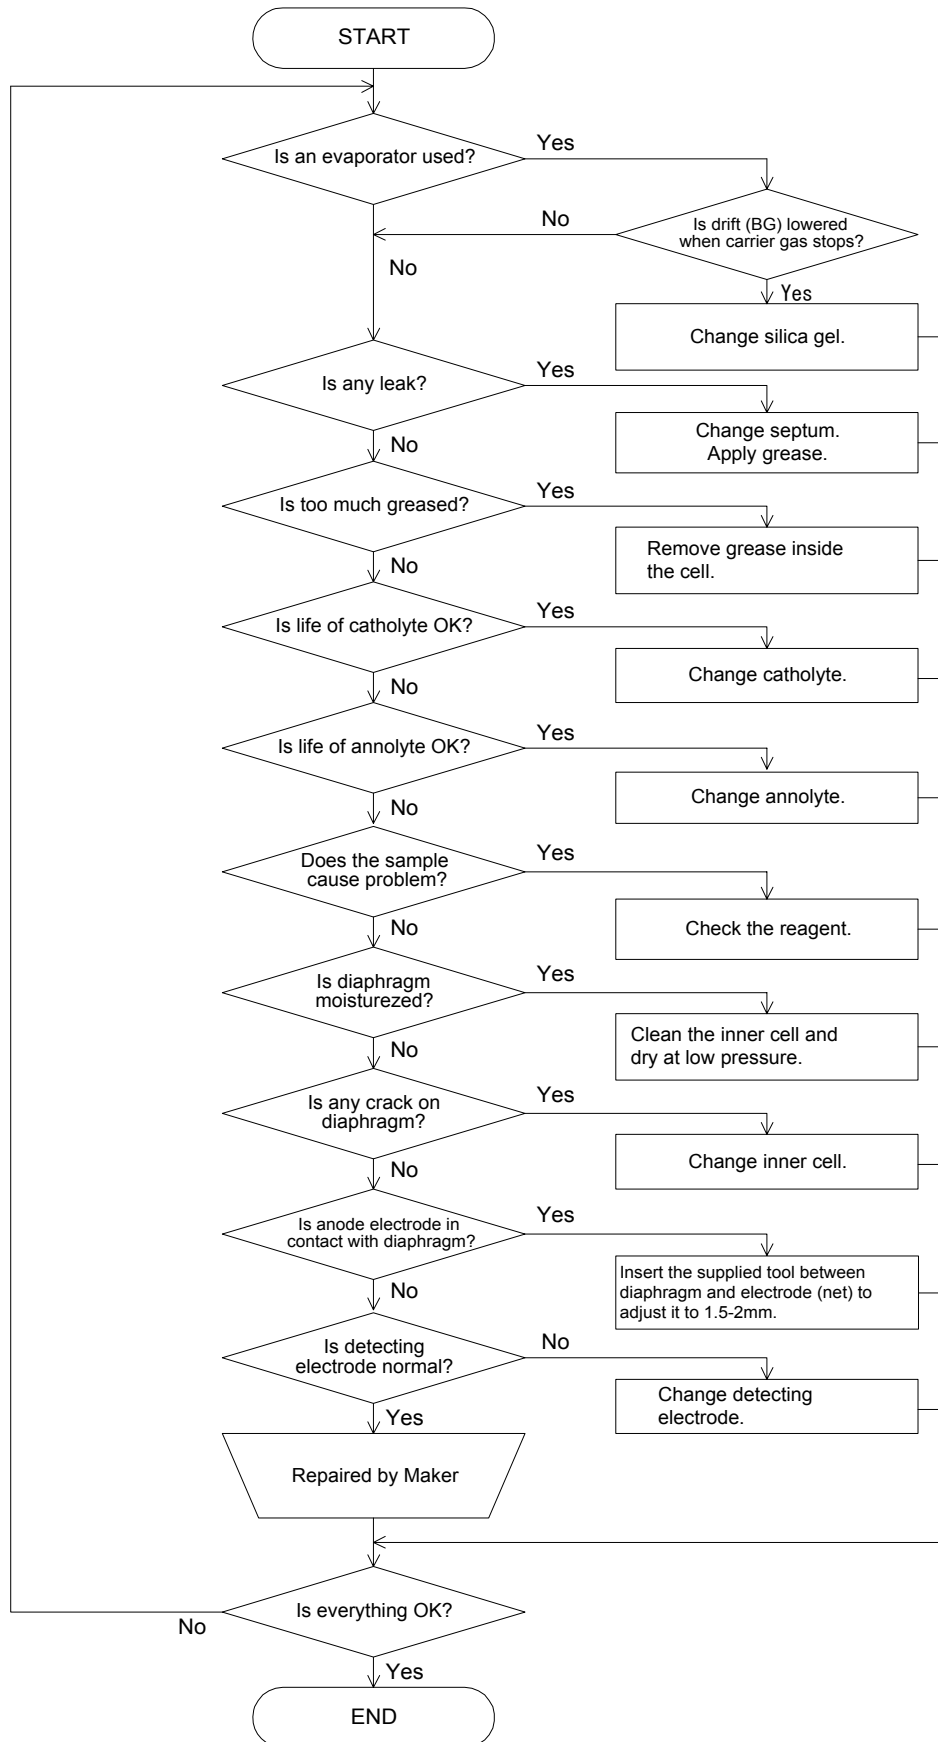 START
Is an evaporator used?
Yes
Is drift (BG) lowered
when carrier gas stops?
No
No
Yes
Change silica gel.
Is any leak?
Yes
Change septum.
Apply grease.
No
Is too much greased?
Yes
Remove grease inside
the cell.
No
Is life of catholyte OK?
Yes
Change catholyte.
No
Is life of annolyte OK?
Yes
Change annolyte.
No
Does the sample
cause problem?
Yes
Check the reagent.
No
Is diaphragm
moisturezed?
Yes
Clean the inner cell and
dry at low pressure.
No
Is any crack on
diaphragm?
Yes
Change inner cell.
No
Is anode electrode in
contact with diaphragm?
Yes
Insert the supplied tool between
diaphragm and electrode (net) to
adjust it to 1.5-2mm.
No
Is detecting
electrode normal?
No
Change detecting
electrode.
Yes
Repaired by Maker
Is everything OK?
No
Yes
END